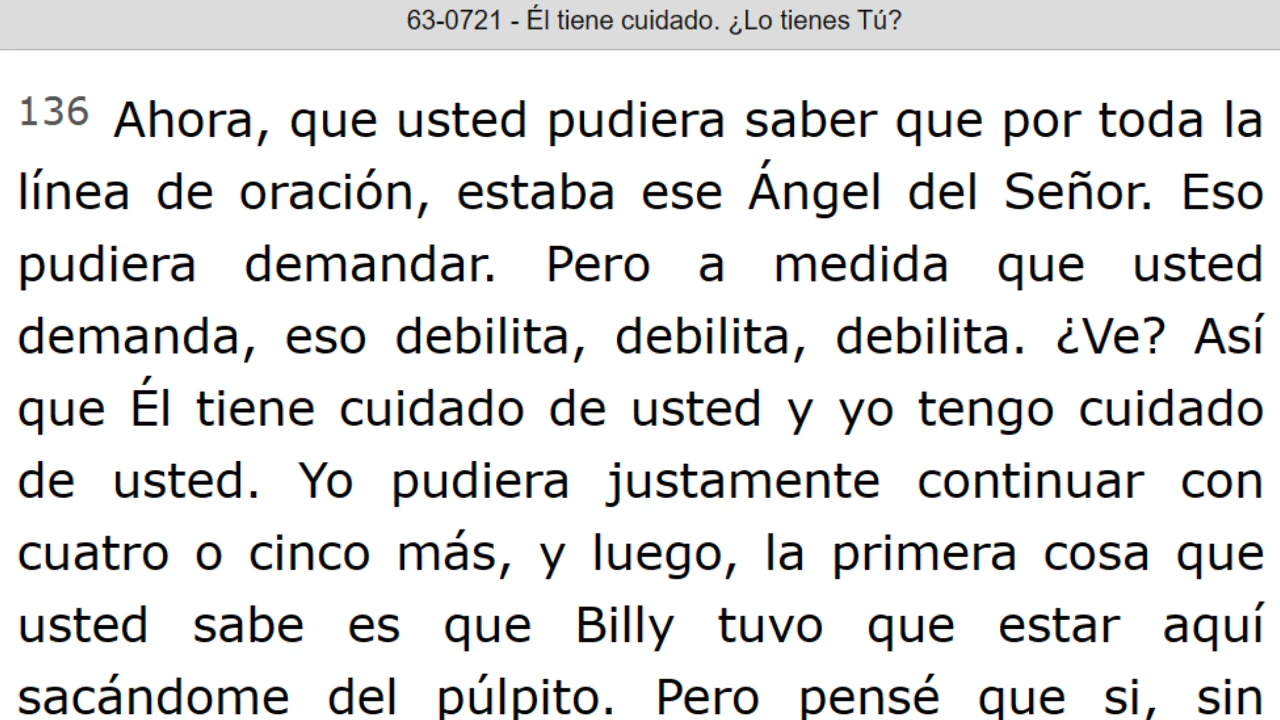 63-0721 - Él tiene cuidado. ¿Lo tienes Tú?
136 Ahora, que usted pudiera saber que por toda la
línea de oración, estaba ese Ángel del Señor. Eso
pudiera demandar. Pero a medida que usted
demanda, eso debilita, debilita, debilita. ¿Ve? Así
que Él tiene cuidado de usted y yo tengo cuidado
de usted. Yo pudiera justamente continuar con
cuatro o cinco más, y luego, la primera cosa que
usted sabe es que Billy tuvo que estar aquí
sacándome del púlpito. Pero pensé que si, sin